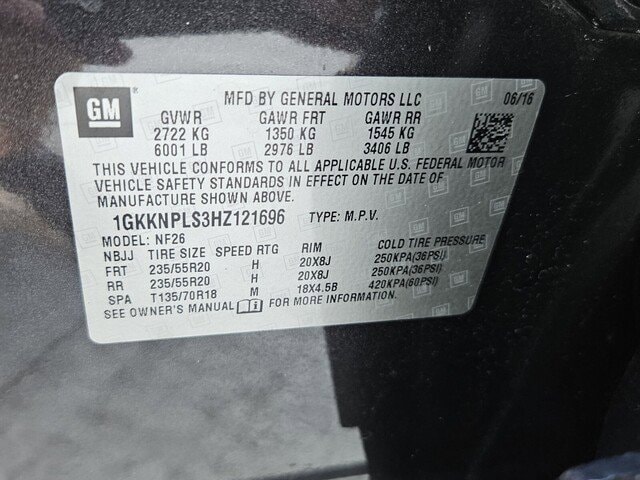 GM
MFD BY GENERAL MOTORS LLC 06/16
GVWR GAWR FRT GAWR RR
2722 KG 1350 KG 1545 KG
6001 LB 2976 LB 3406 LB
THIS VEHICLE CONFORMS TO ALL APPLICABLE U.S. FEDERAL MOTOR
VEHICLE SAFETY STANDARDS IN EFFECT ON THE DATE OF
MANUFACTURE SHOWN ABOVE.
1GKKNPLS3HZ121696 TYPE: M.P.V.
MODEL: NF26
NBJJ TIRE SIZE SPEED RTG RIM COLD TIRE PRESSURE
FRT 235/55R20 H 20X8J 250KPA(36PSI)
RR 235/55R20 H 20X8J 250KPA(36PSI)
SPA T135/70R18 M 18X4.5B 420KPA(60PSI)
SEE OWNER'S MANUAL FOR MORE INFORMATION.